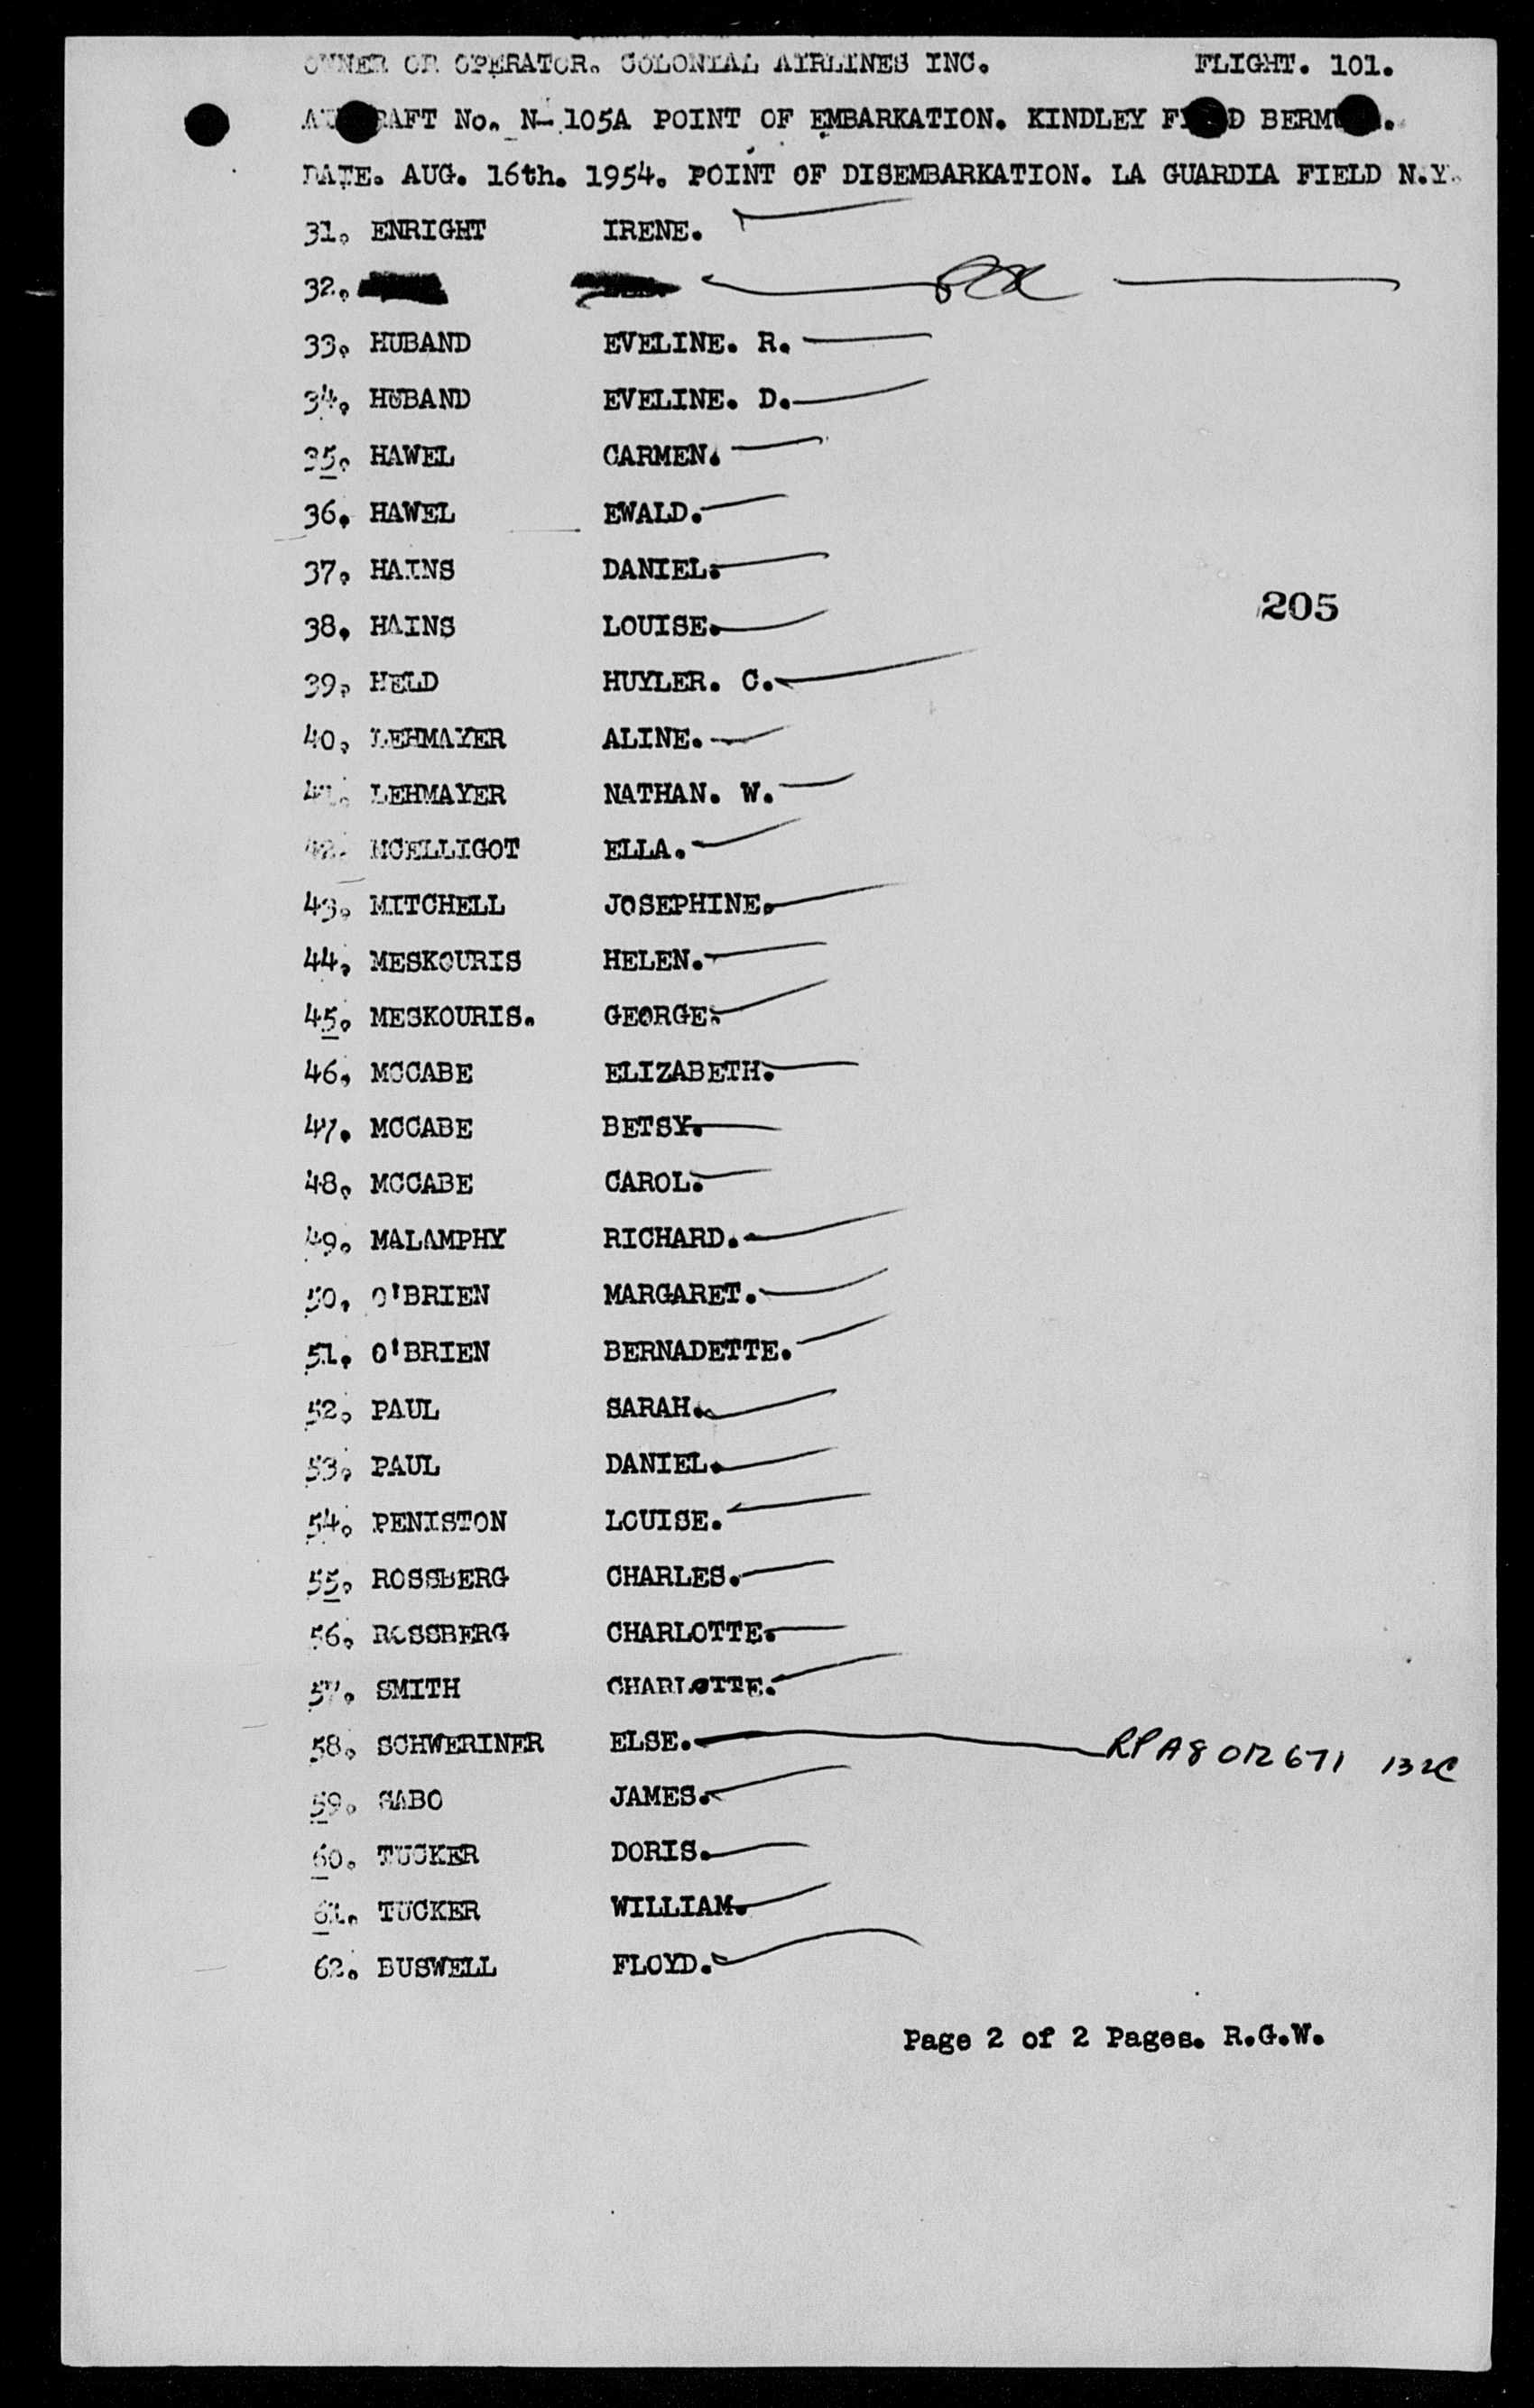 OWNER OR OPERATOR. COLONIAL AIRLINES INC. FLIGHT. 101.
No. N-105A POINT OF EMBARKATION. KINDLEY
DATE. AUG. 16th. 1954. POINT OF DISEMBARKATION. LA GUARDIA FIELD N.Y.
31. ENRIGHT IRENE.
32.
33. HUBAND EVELINE. R.
34. HUBAND EVELINE. D.
35. HAWEL CARMEN.
36. HAWEL EWALD.
37. HAINS DANIEL.
38. HAINS LOUISE.
205
39. HELD HUYLER. C.
40. LEHMAYER ALINE.
41. LEHMAYER NATHAN. W.
42. MCELLIGOT ELLA.
43. MITCHELL JOSEPHINE.
44. MESKOURIS HELEN.
45. MESKOURIS. GEORGE.
46. MCCABE ELIZABETH.
47. MCCABE BETSY.
48. MCCABE CAROL.
49. MALAMPHY RICHARD.
50. O'BRIEN MARGARET.
51. O'BRIEN BERNADETTE.
52. PAUL SARAH.
53. PAUL DANIEL.
54. PENISTON LOUISE.
55. ROSSBERG CHARLES.
56. ROSSBERG CHARLOTTE.
57. SMITH CHARLOTTE.
58. SCHWERINER ELSE.
59. SABO JAMES.
60. TUCKER DORIS.
61. TUCKER WILLIAM.
62. BUSWELL FLOYD.
Page 2 of 2 Pages. R.G.W.